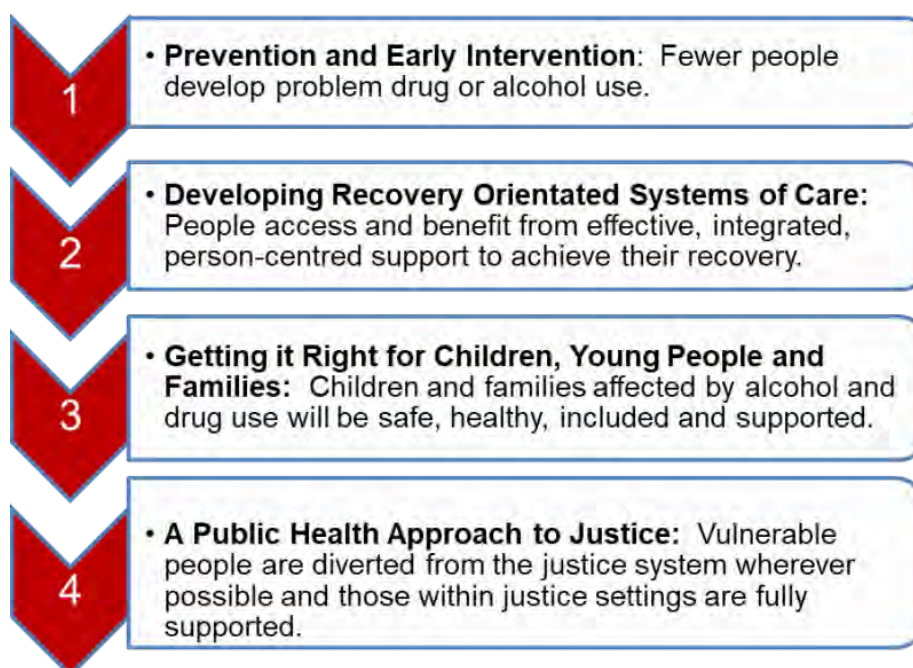 1
• Prevention and Early Intervention: Fewer people
develop problem drug or alcohol use.
2
• Developing Recovery Orientated Systems of Care:
People access and benefit from effective, integrated,
person-centred support to achieve their recovery.
3
• Getting it Right for Children, Young People and
Families: Children and families affected by alcohol and
drug use will be safe, healthy, included and supported.
4
• A Public Health Approach to Justice: Vulnerable
people are diverted from the justice system wherever
possible and those within justice settings are fully
supported.